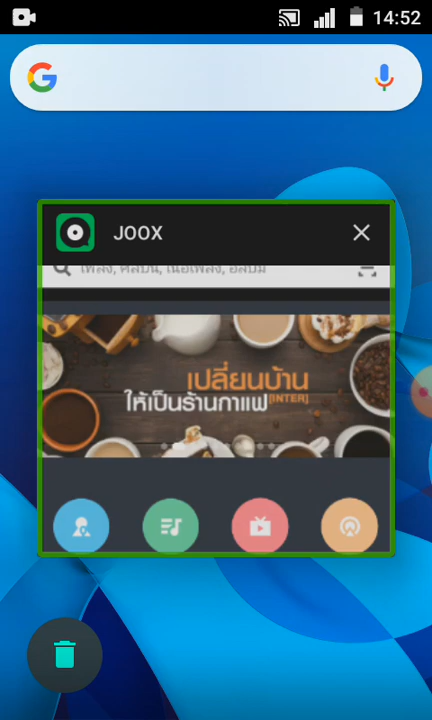 14:52
JOOX
เพลง, ศิลปิน, เนื้อเพลง, อัลบั้ม
เปลี่ยนบ้าน
ให้เป็นร้านกาแฟ[INTER]